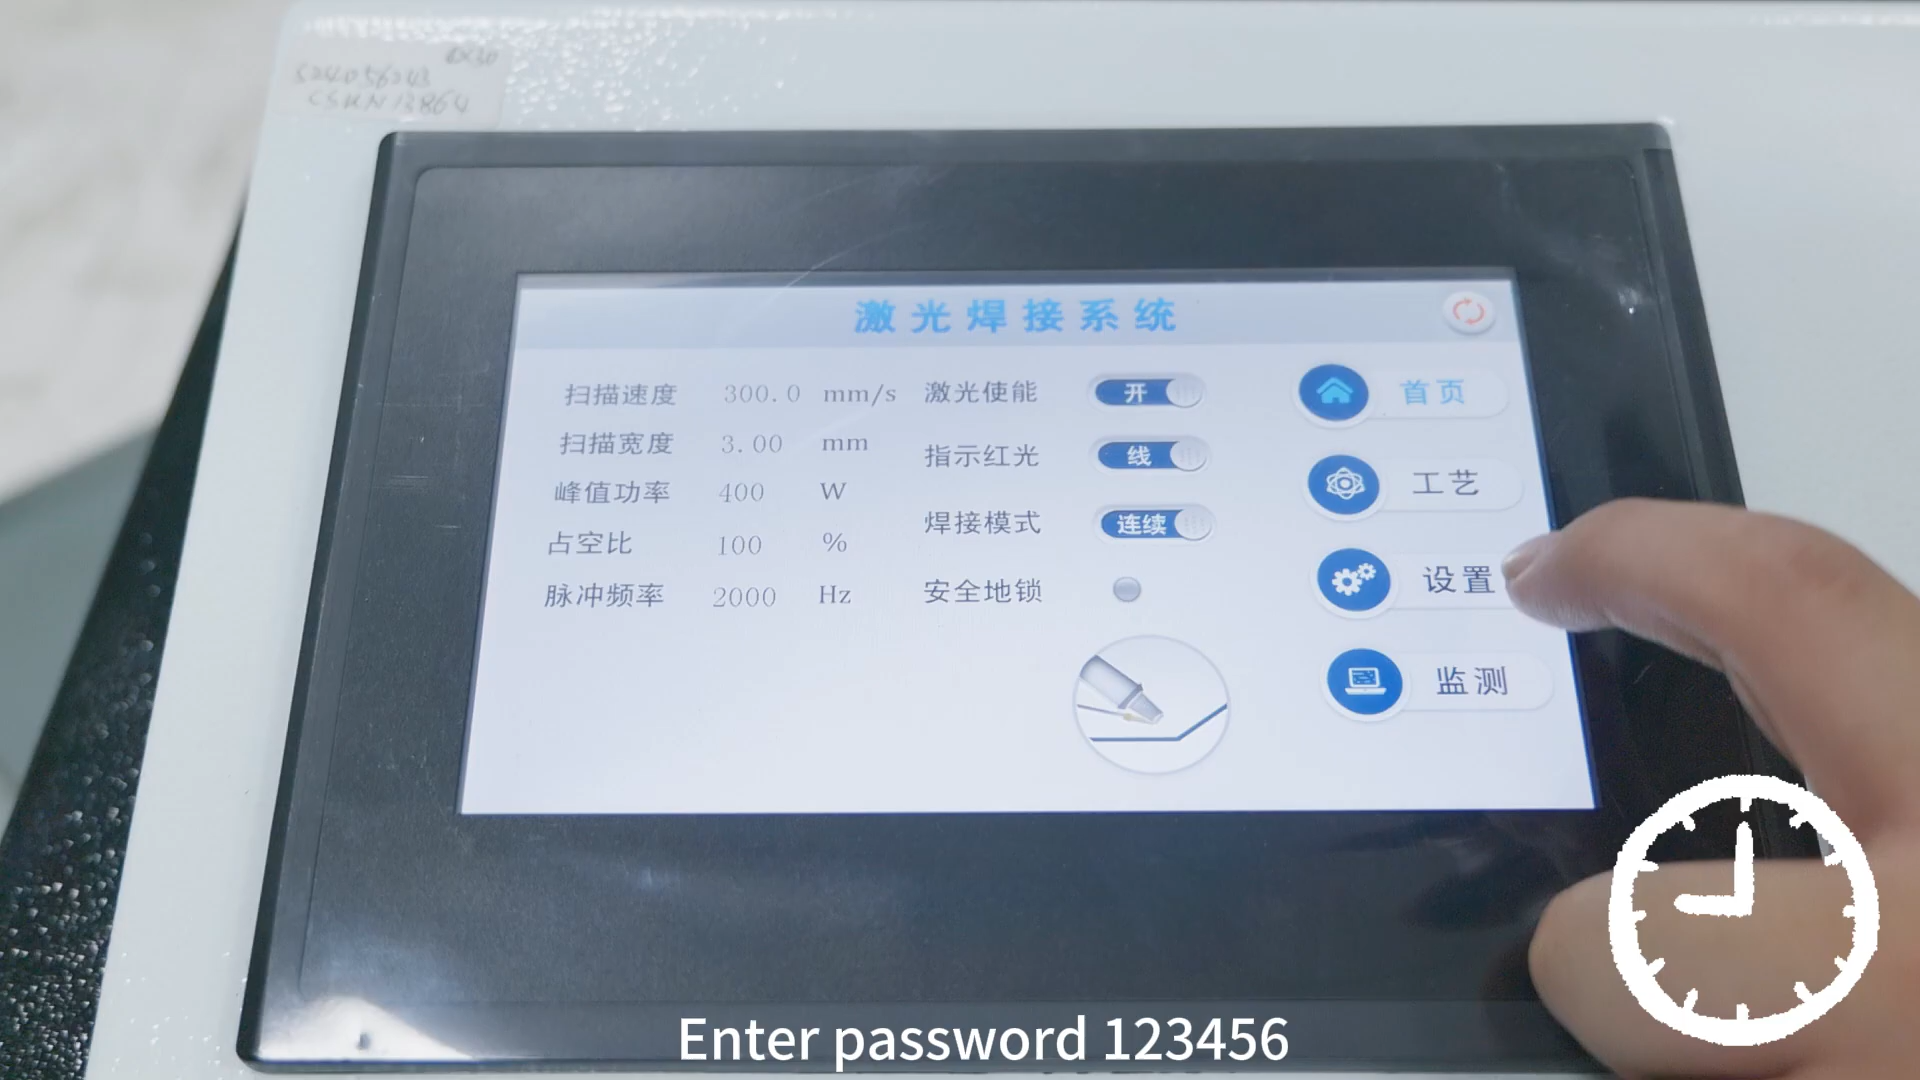 激光焊接系统
扫描速度 300.0 mm/s
扫描宽度 3.00 mm
峰值功率 400 W
占空比 100 %
脉冲频率 2000 Hz
激光使能 开
指示红光 线
焊接模式 连续
安全地锁
首页
工艺
设置
监测
Enter password 123456